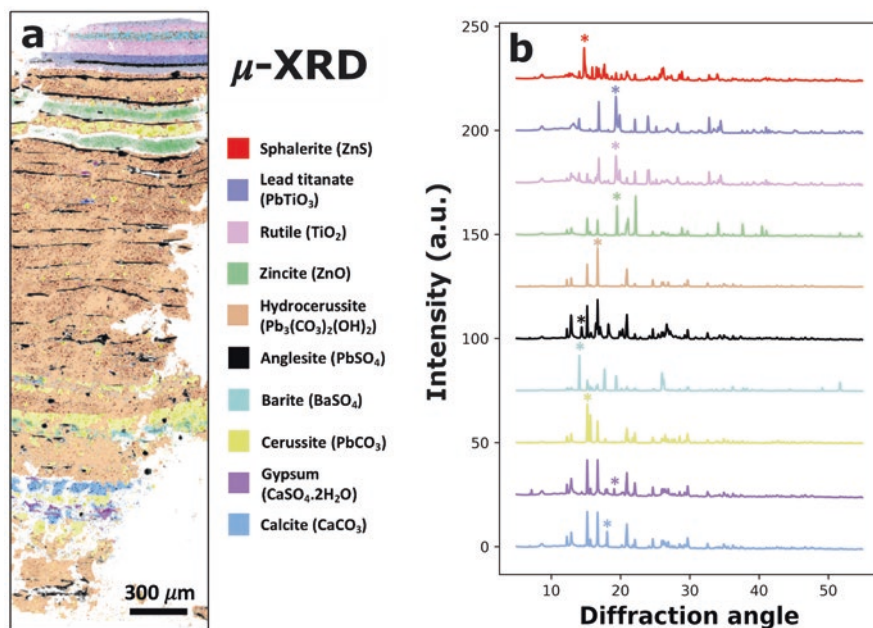 a
μ-XRD
Sphalerite (ZnS)
Lead titanate
(PbTiO₃)
Rutile (TiO₂)
Zincite (ZnO)
Hydrocerussite
(Pb₃(CO₃)₂(OH)₂)
Anglesite (PbSO₄)
Barite (BaSO₄)
Cerussite (PbCO₃)
Gypsum
(CaSO₄.2H₂O)
Calcite (CaCO₃)
300 μm
b
Intensity (a.u.)
250
200
150
100
50
0
10 20 30 40 50
Diffraction angle